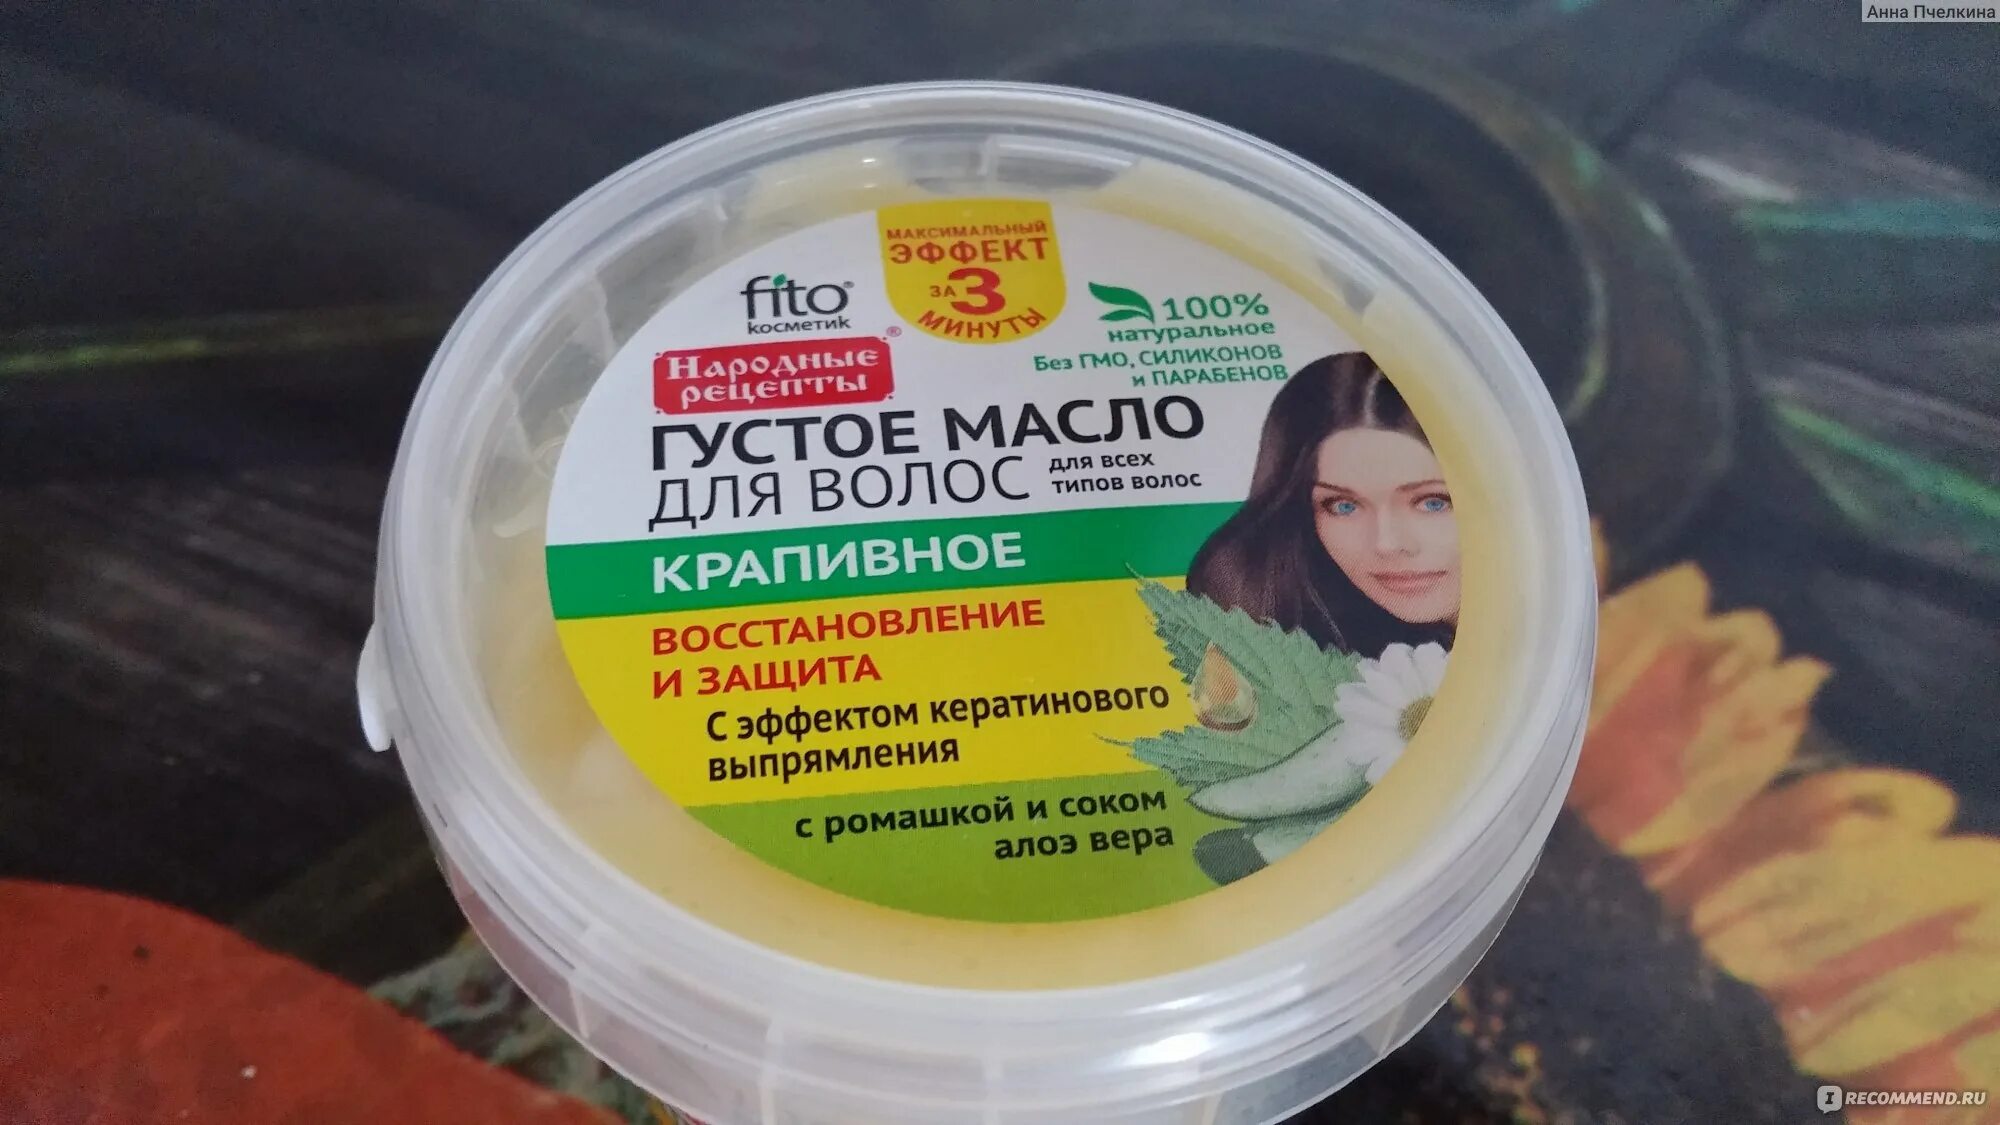 Анна Пчелкина
МАКСИМАЛЬНЫЙ
ЭФФЕКТ
ЗА 3
МИНУТЫ
fito®
косметик
Народные
рецепты®
100%
натуральное
Без ГМО, СИЛИКОНОВ
и ПАРАБЕНОВ
ГУСТОЕ МАСЛО
ДЛЯ ВОЛОС
для всех
типов волос
КРАПИВНОЕ
ВОССТАНОВЛЕНИЕ
И ЗАЩИТА
С эффектом кератинового
выпрямления
с ромашкой и соком
алоэ вера
IRECOMMEND.RU